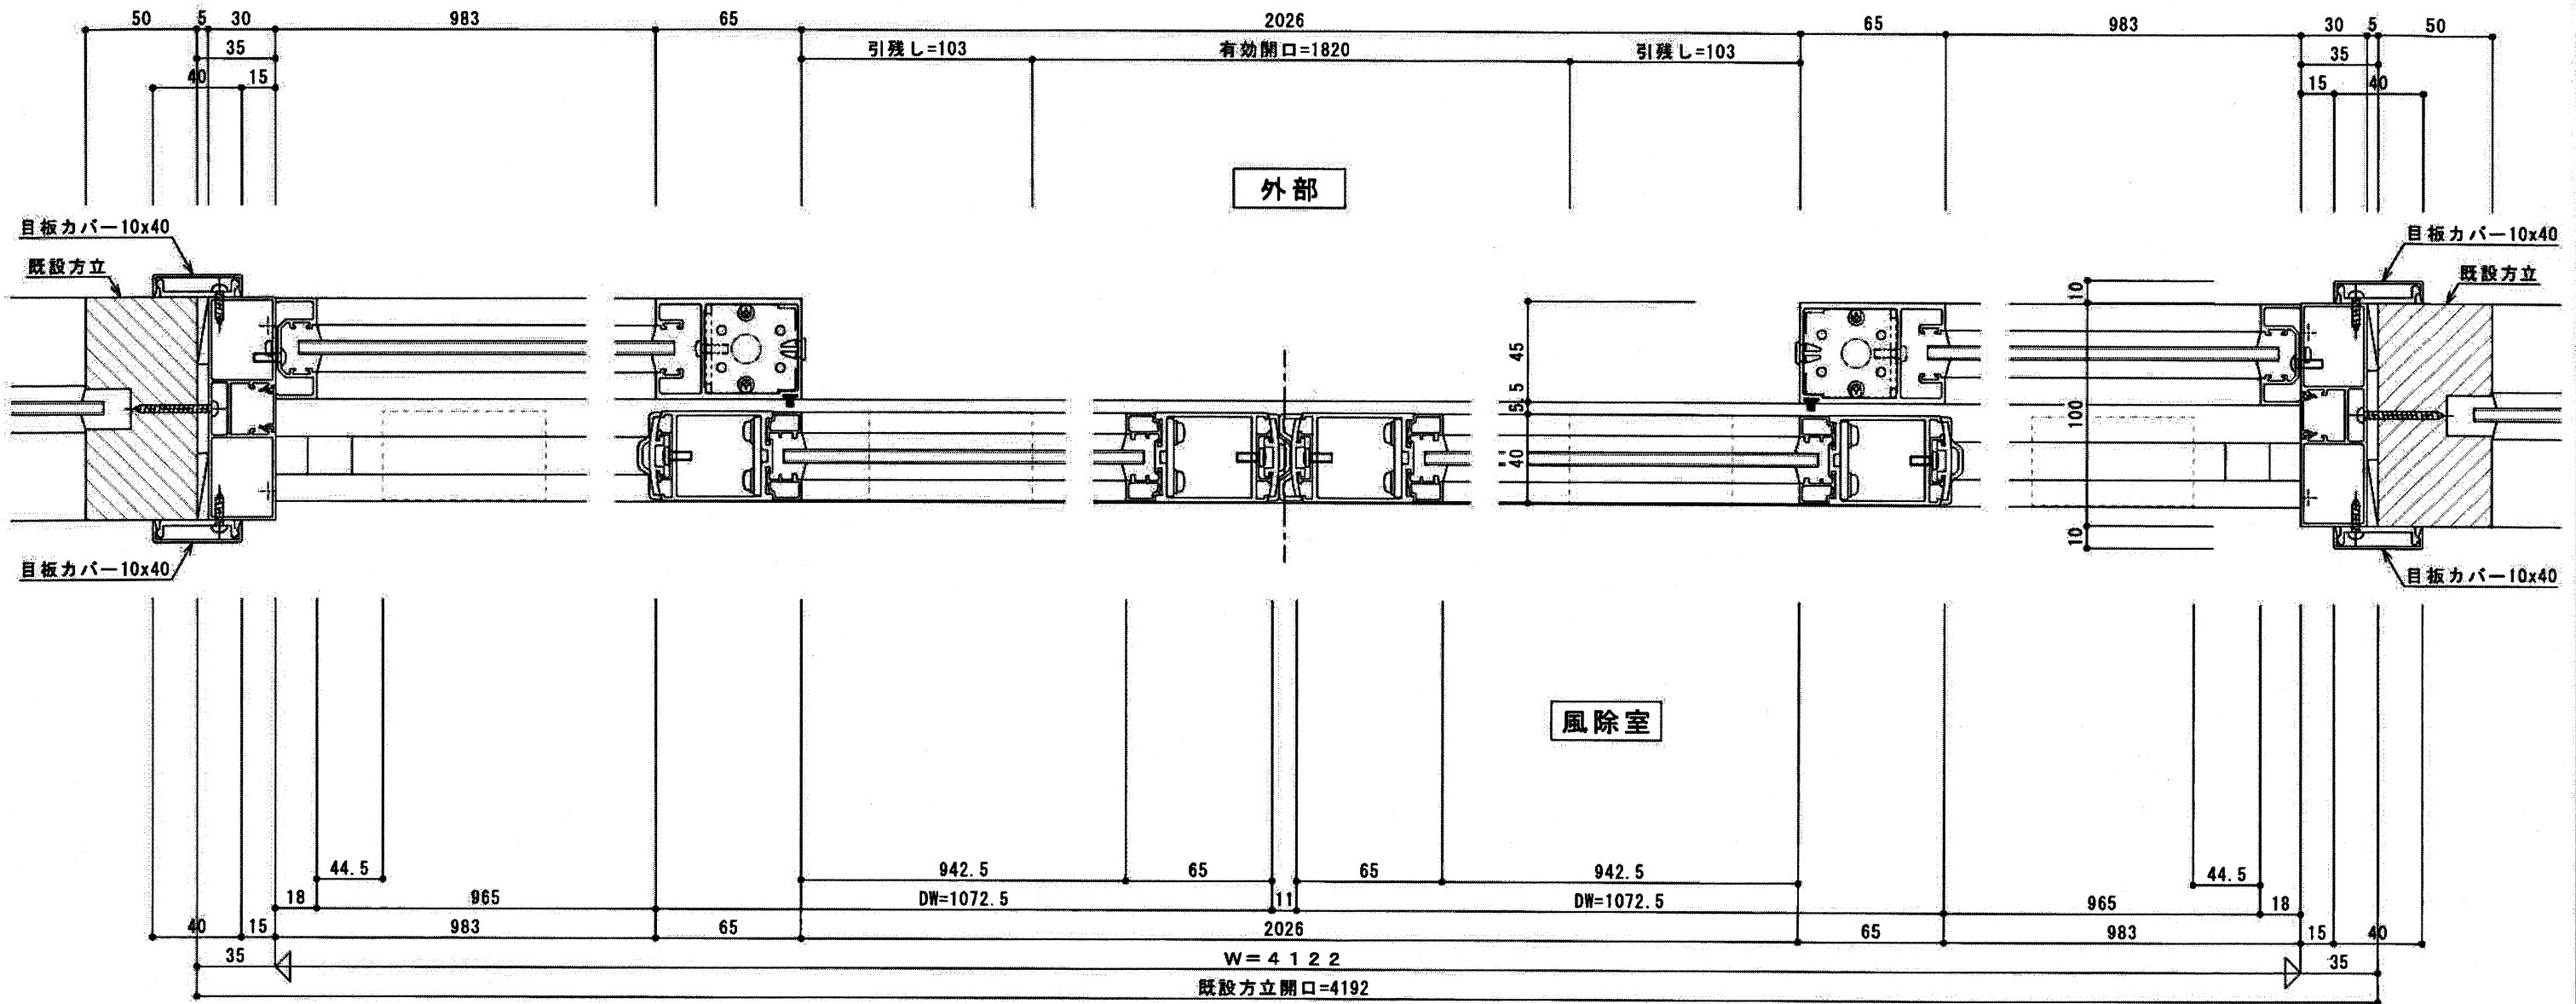 50 5 30 983 65 2026 65 983 30 5 50
35 引残し=103 有効開口=1820 引残し=103 35
40 15 15 40
外部
目板カバー10x40 目板カバー10x40
既設方立 既設方立
10
45
5.5
100
40
10
目板カバー10x40 目板カバー10x40
風除室
44.5 942.5 65 65 942.5 44.5
18 965 DW=1072.5 11 DW=1072.5 965 18
40 15 983 65 2026 65 983 15 40
35 W=4122 35
既設方立開口=4192